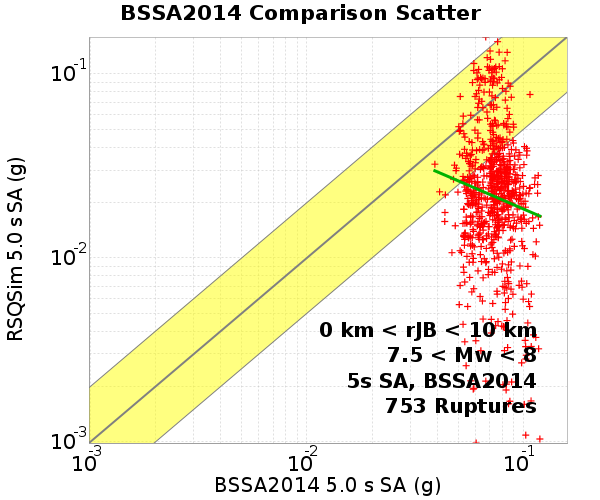 BSSA2014 Comparison Scatter
RSQSim 5.0 s SA (g)
10⁻¹
10⁻²
10⁻³
0 km < rJB < 10 km
7.5 < Mw < 8
5s SA, BSSA2014
753 Ruptures
10⁻³ 10⁻² 10⁻¹
BSSA2014 5.0 s SA (g)